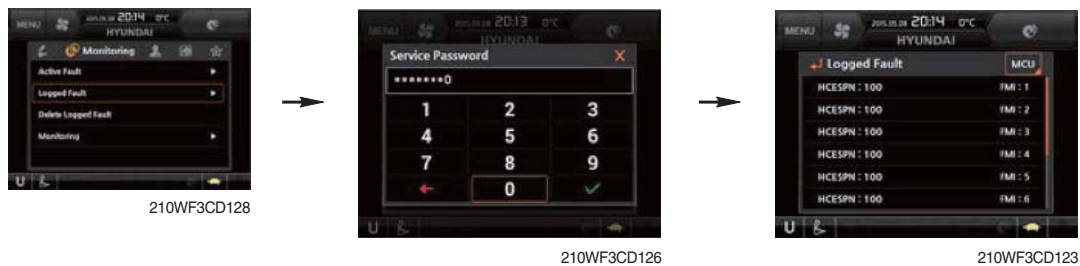 MENU 2015.05.28 20:14 0°C
HYUNDAI
Monitoring
Active Fault
Logged Fault
Delete Logged Fault
Monitoring
U
210WF3CD128
MENU 20:13 0°C
HYUNDAI
Service Password X
*******0
1 2 3
4 5 6
7 8 9
0
U
210WF3CD126
MENU 20:14 0°C
HYUNDAI
Logged Fault MCU
HCESPN : 100 FMI : 1
HCESPN : 100 FMI : 2
HCESPN : 100 FMI : 3
HCESPN : 100 FMI : 4
HCESPN : 100 FMI : 5
HCESPN : 100 FMI : 6
U
210WF3CD123